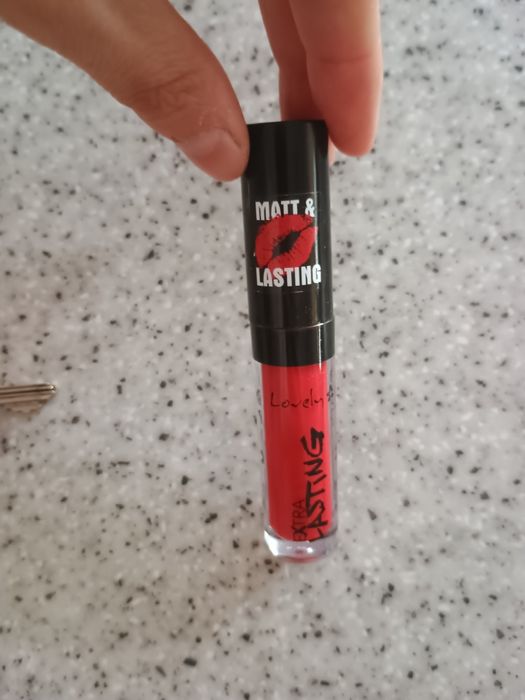 MATT &
LASTING
Lovely
EXTRA
LASTING